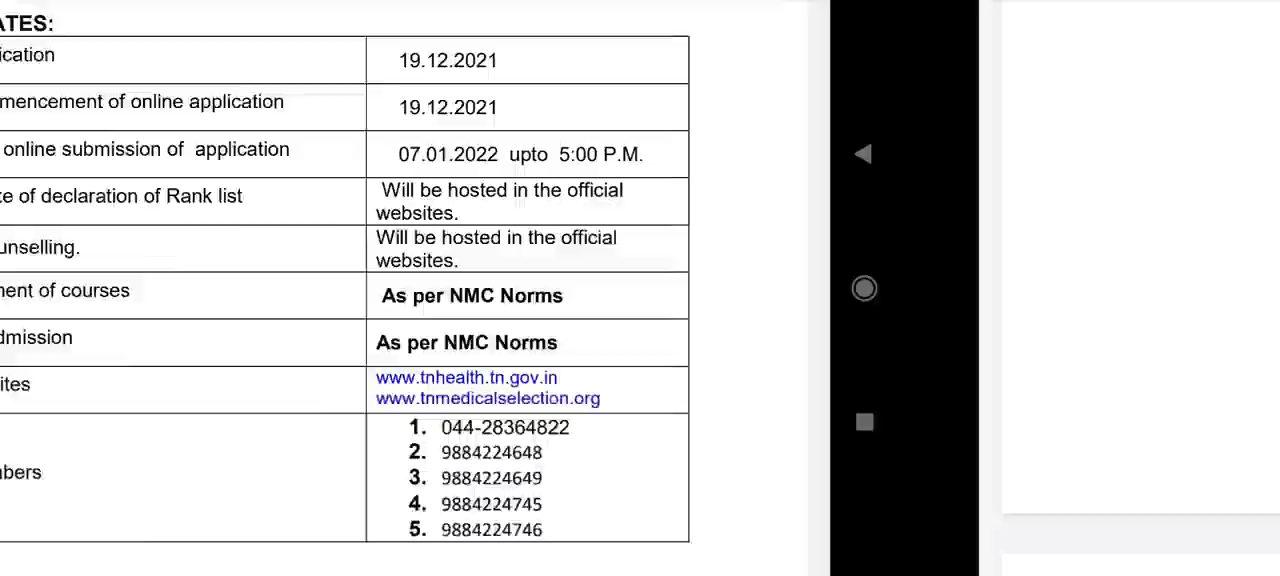 ATES:
ication
19.12.2021
mencement of online application
19.12.2021
online submission of application
07.01.2022 upto 5:00 P.M.
te of declaration of Rank list
Will be hosted in the official
websites.
unselling.
Will be hosted in the official
websites.
nent of courses
As per NMC Norms
dmission
As per NMC Norms
ites
www.tnhealth.tn.gov.in
www.tnmedicalselection.org
nbers
1. 044-28364822
2. 9884224648
3. 9884224649
4. 9884224745
5. 9884224746